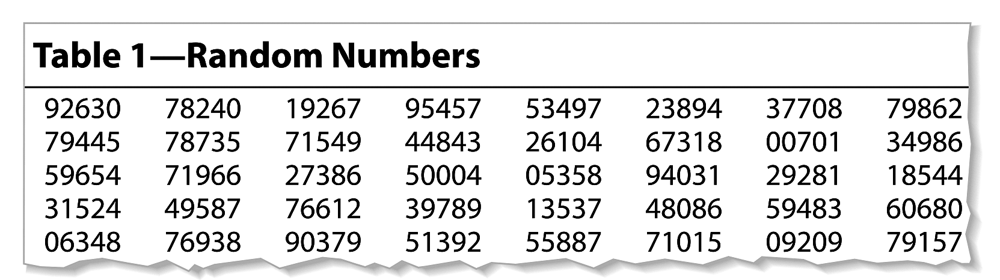 Table 1—Random Numbers
92630 78240 19267 95457 53497 23894 37708 79862
79445 78735 71549 44843 26104 67318 00701 34986
59654 71966 27386 50004 05358 94031 29281 18544
31524 49587 76612 39789 13537 48086 59483 60680
06348 76938 90379 51392 55887 71015 09209 79157